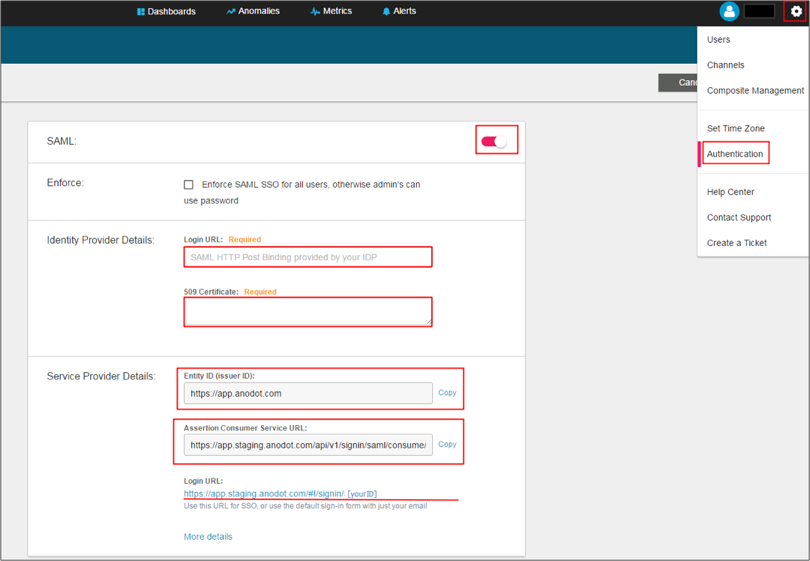 Dashboards
Anomalies
Metrics
Alerts
Users
Channels
Composite Management
Set Time Zone
Authentication
Help Center
Contact Support
Create a Ticket
SAML:
Enforce:
Enforce SAML SSO for all users, otherwise admin's can
use password
Identity Provider Details:
Login URL: Required
SAML HTTP Post Binding provided by your IDP
509 Certificate: Required
Service Provider Details:
Entity ID (issuer ID):
https://app.anodot.com
Copy
Assertion Consumer Service URL:
https://app.staging.anodot.com/api/v1/signin/saml/consume/
Copy
Login URL:
https://app.staging.anodot.com/#!/signin/: [yourID]
Use this URL for SSO, or use the default sign-in form with just your email
More details